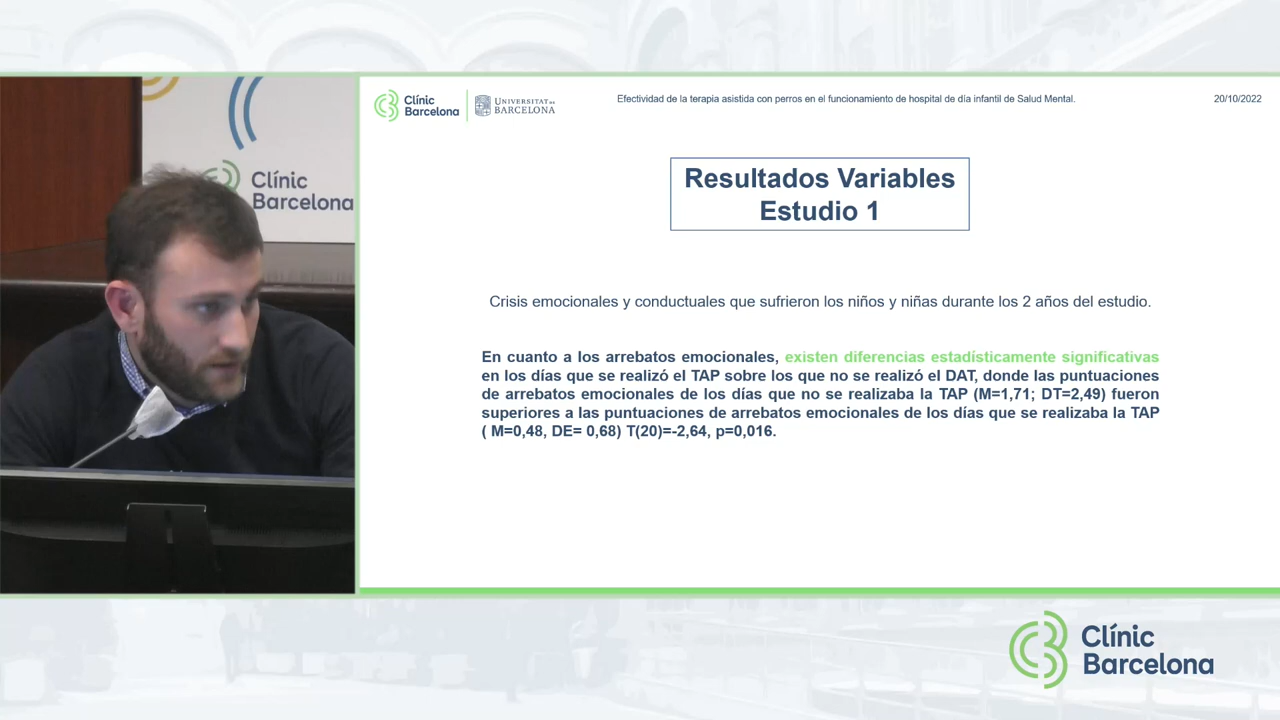 Clínic
Barcelona
Clínic
Barcelona
UNIVERSITAT DE
BARCELONA
Efectividad de la terapia asistida con perros en el funcionamiento de hospital de día infantil de Salud Mental.
20/10/2022
Resultados Variables
Estudio 1
Crisis emocionales y conductuales que sufrieron los niños y niñas durante los 2 años del estudio.
En cuanto a los arrebatos emocionales, existen diferencias estadísticamente significativas
en los días que se realizó el TAP sobre los que no se realizó el DAT, donde las puntuaciones
de arrebatos emocionales de los días que no se realizaba la TAP (M=1,71; DT=2,49) fueron
superiores a las puntuaciones de arrebatos emocionales de los días que se realizaba la TAP
( M=0,48, DE= 0,68) T(20)=-2,64, p=0,016.
Clínic
Barcelona